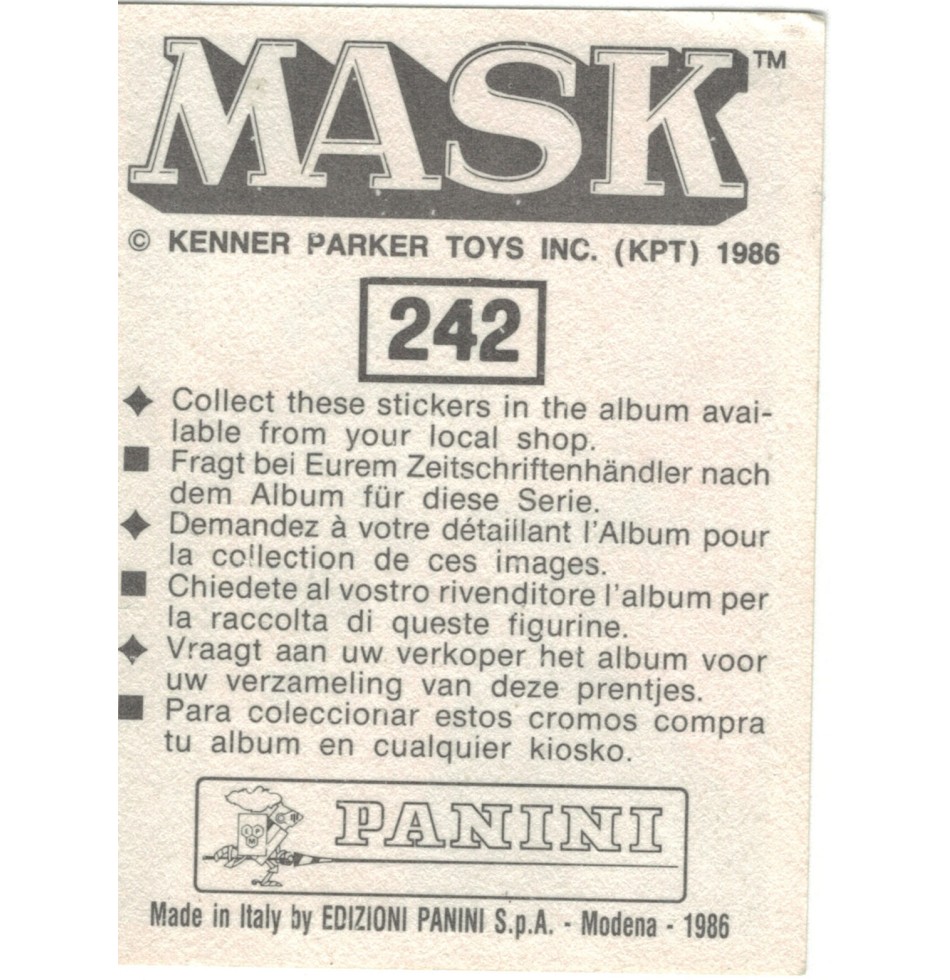 MASK™
© KENNER PARKER TOYS INC. (KPT) 1986
242
Collect these stickers in the album avai-
lable from your local shop.
Fragt bei Eurem Zeitschriftenhändler nach
dem Album für diese Serie.
Demandez à votre détaillant l'Album pour
la collection de ces images.
Chiedete al vostro rivenditore l'album per
la raccolta di queste figurine.
Vraagt aan uw verkoper het album voor
uw verzameling van deze prentjes.
Para coleccionar estos cromos compra
tu album en cualquier kiosko.
PANINI
Made in Italy by EDIZIONI PANINI S.p.A. - Modena - 1986